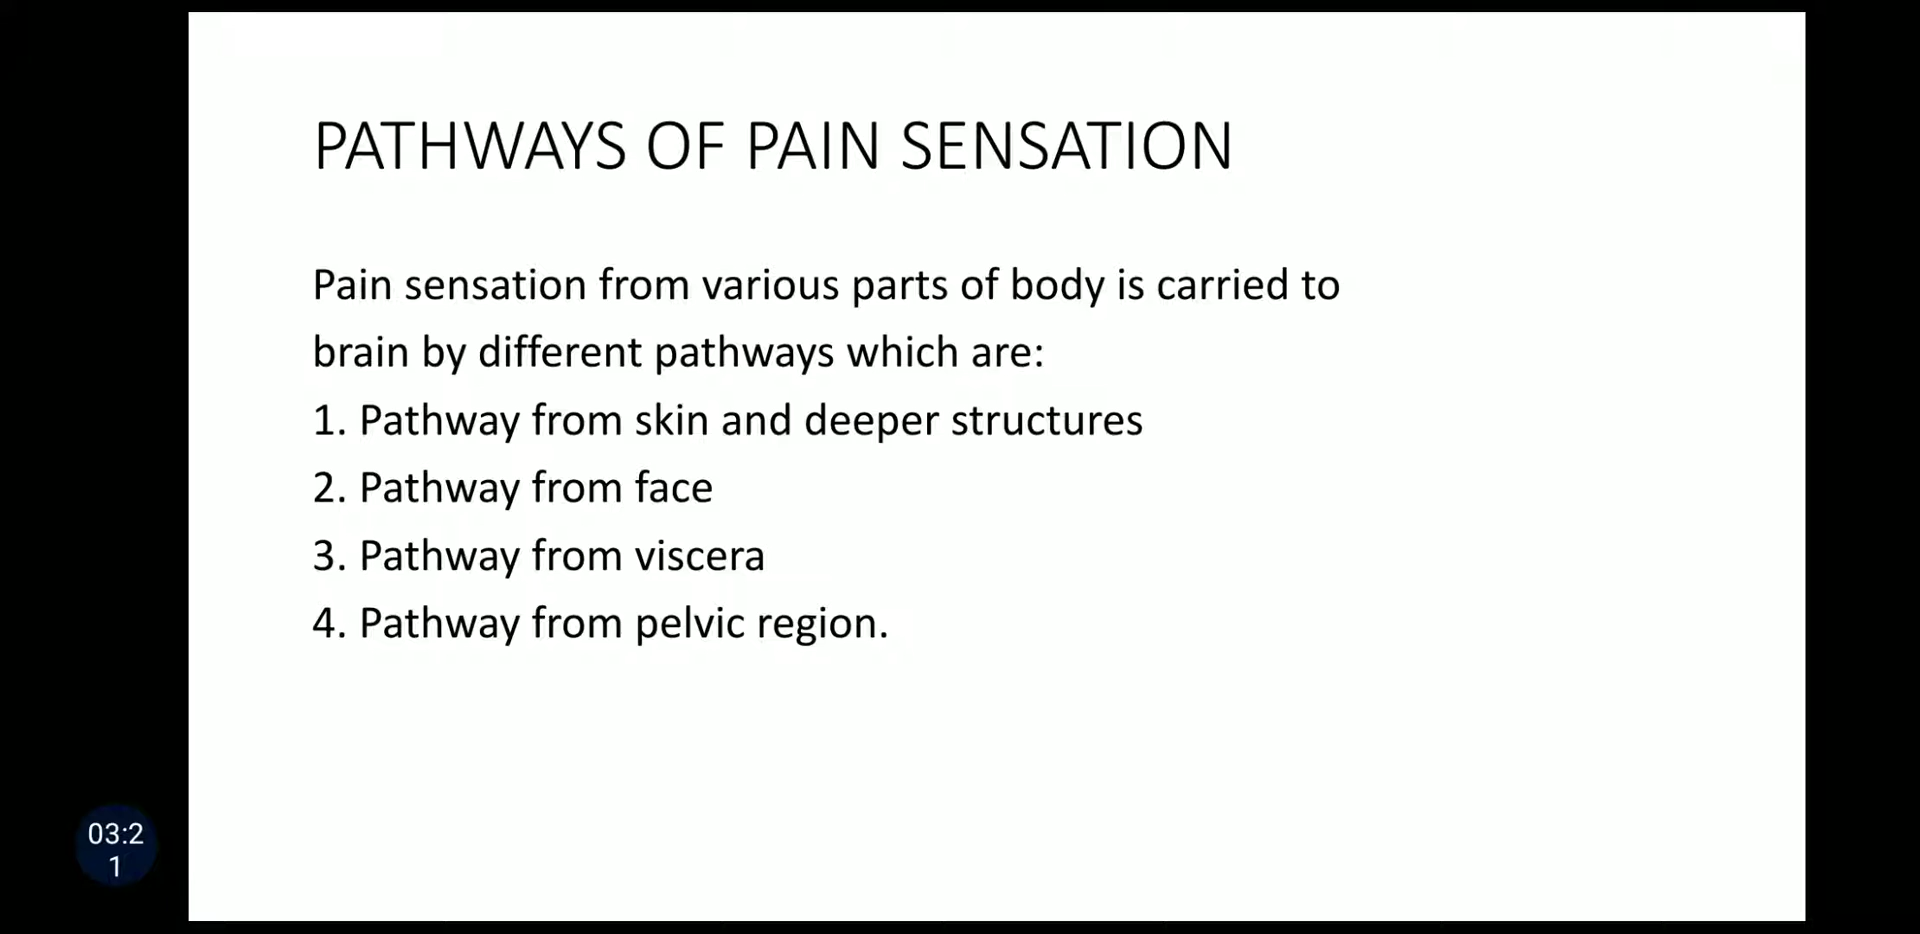 PATHWAYS OF PAIN SENSATION
Pain sensation from various parts of body is carried to
brain by different pathways which are:
1. Pathway from skin and deeper structures
2. Pathway from face
3. Pathway from viscera
4. Pathway from pelvic region.
03:2
1